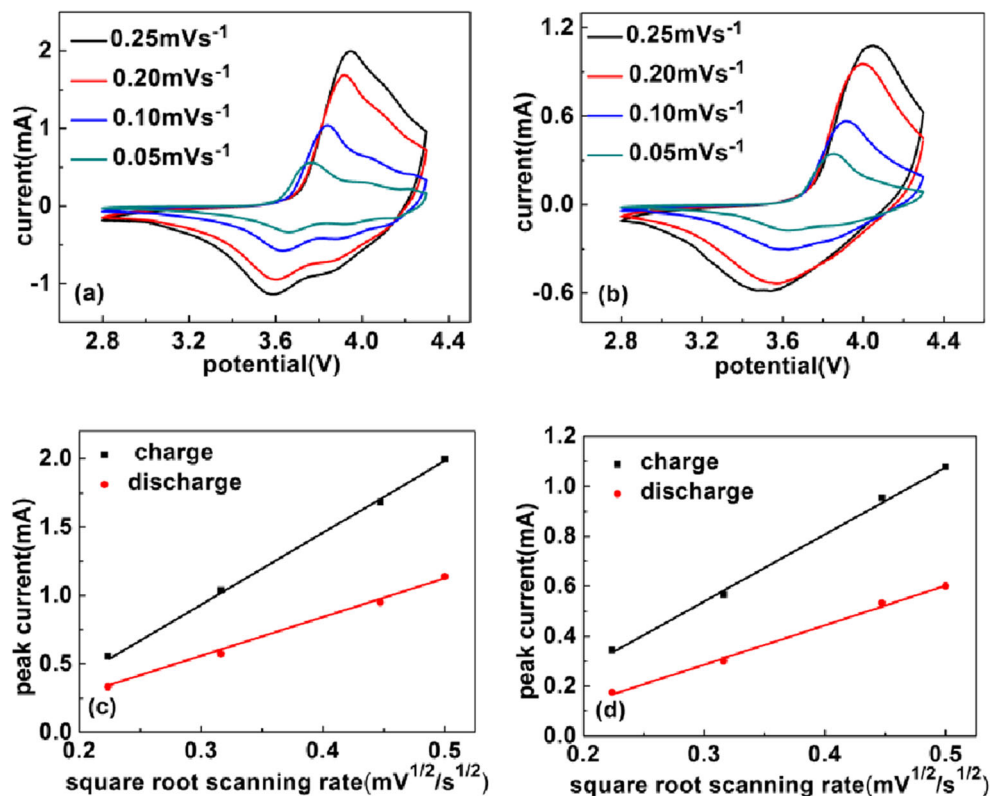 0.25mVs-1
0.20mVs-1
0.10mVs-1
0.05mVs-1
2
1
0
-1
current(mA)
(a)
2.8
3.2
3.6
4.0
4.4
potential(V)
0.25mVs-1
0.20mVs-1
0.10mVs-1
0.05mVs-1
1.2
0.6
0.0
-0.6
current(mA)
(b)
2.8
3.2
3.6
4.0
4.4
potential(V)
charge
discharge
2.0
1.5
1.0
0.5
0.0
peak current(mA)
(c)
0.2
0.3
0.4
0.5
square root scanning rate(mV1/2/s1/2)
charge
discharge
1.2
1.0
0.8
0.6
0.4
0.2
0.0
peak current(mA)
(d)
0.2
0.3
0.4
0.5
square root scanning rate(mV1/2/s1/2)